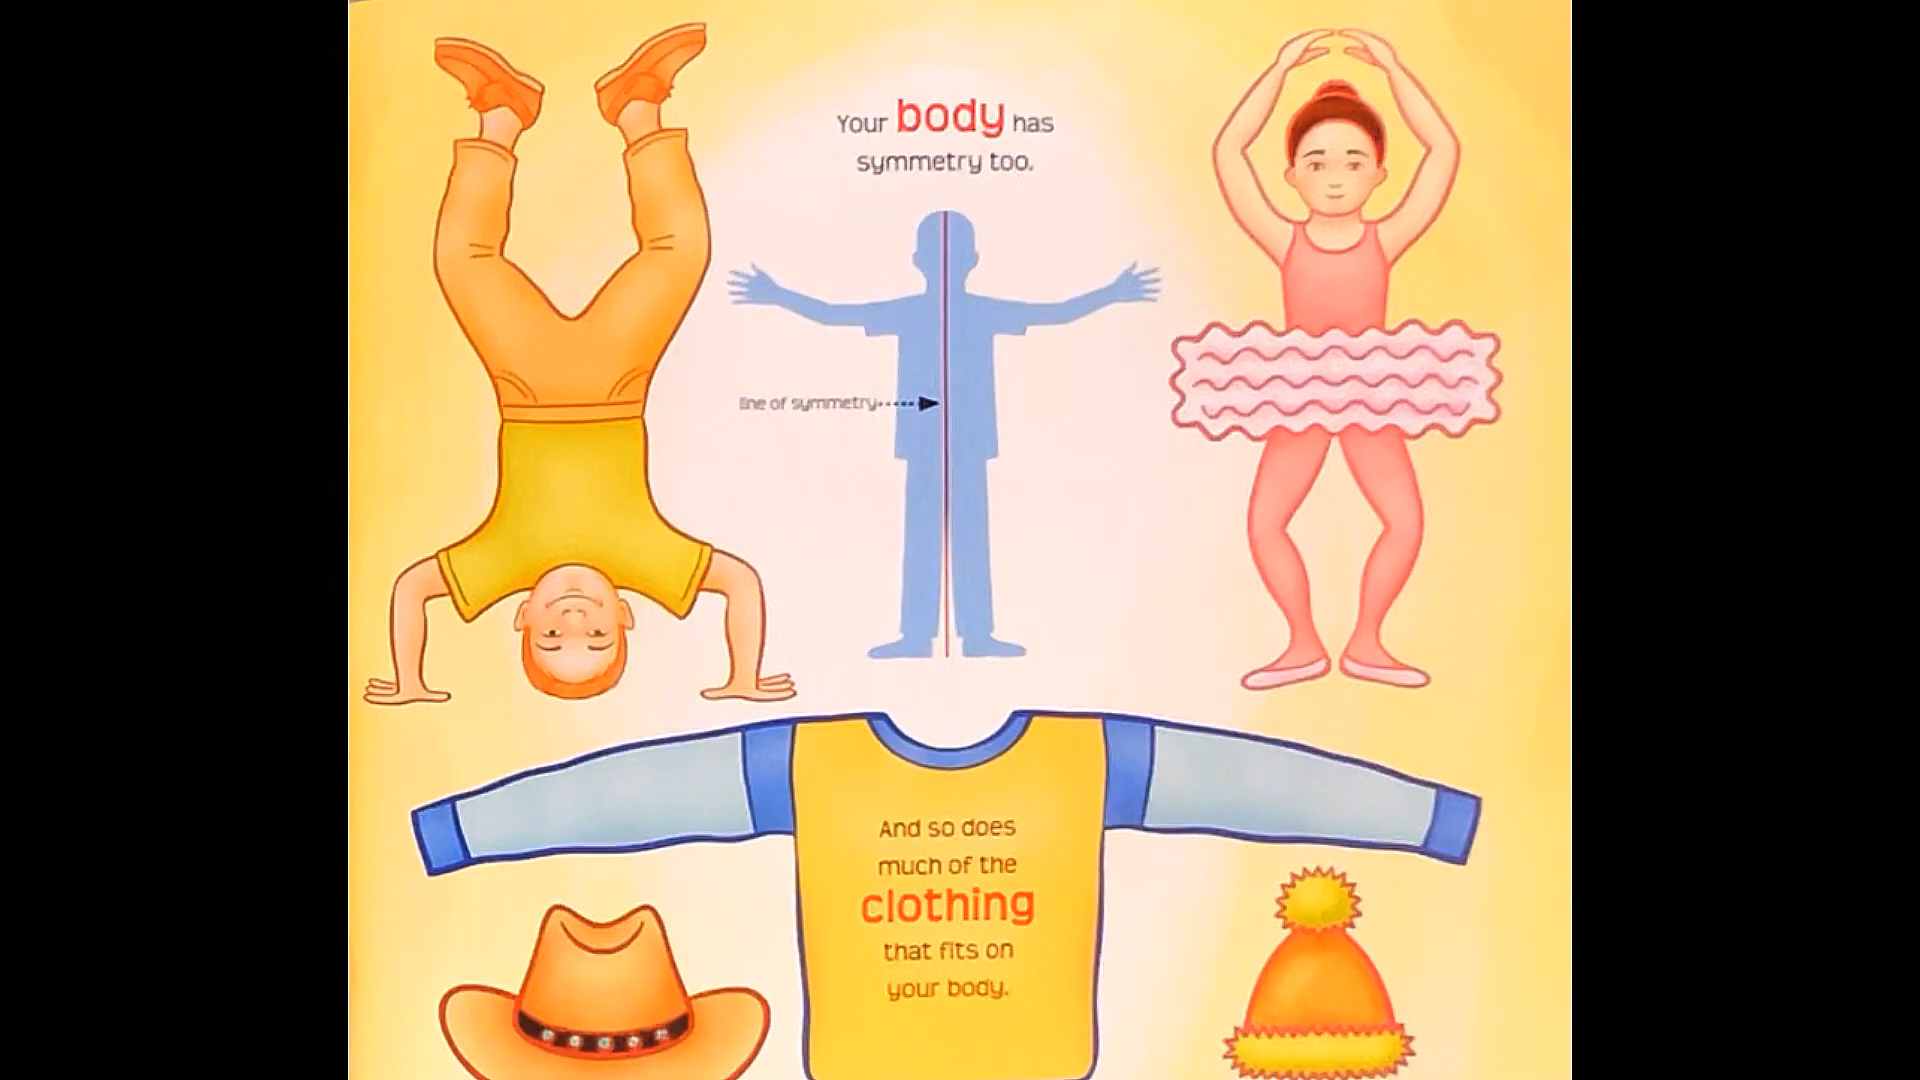 Your body has
symmetry too.
line of symmetry
And so does
much of the
clothing
that fits on
your body.